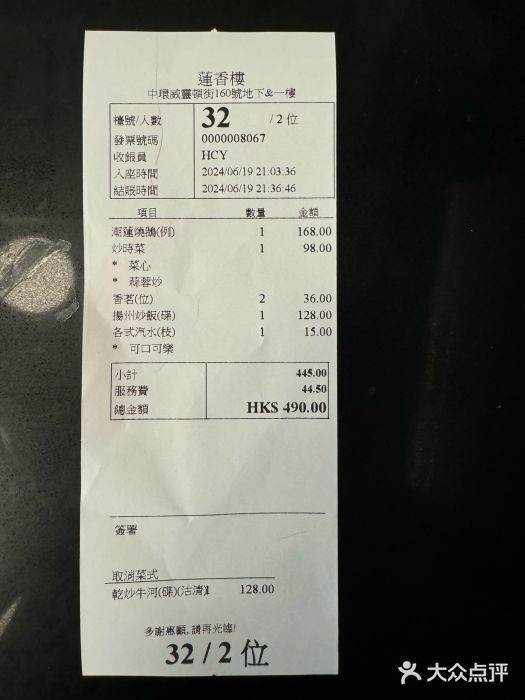 蓮香樓
中環威靈頓街160號地下&一樓
檯號/人數 32 / 2 位
發票號碼 0000008067
收銀員 HCY
入座時間 2024/06/19 21:03:36
結賬時間 2024/06/19 21:36:46
項目 數量 金額
潮蓮燒鵝(例) 1 168.00
炒時菜 1 98.00
* 菜心
* 蒜蓉炒
香茗(位) 2 36.00
揚州炒飯(碟) 1 128.00
各式汽水(枝) 1 15.00
* 可口可樂
小計 445.00
服務費 44.50
總金額 HK$ 490.00
簽署
取消菜式
乾炒牛河(碟)(沽清)1 128.00
多謝惠顧, 請再光臨!
32 / 2 位
大众点评